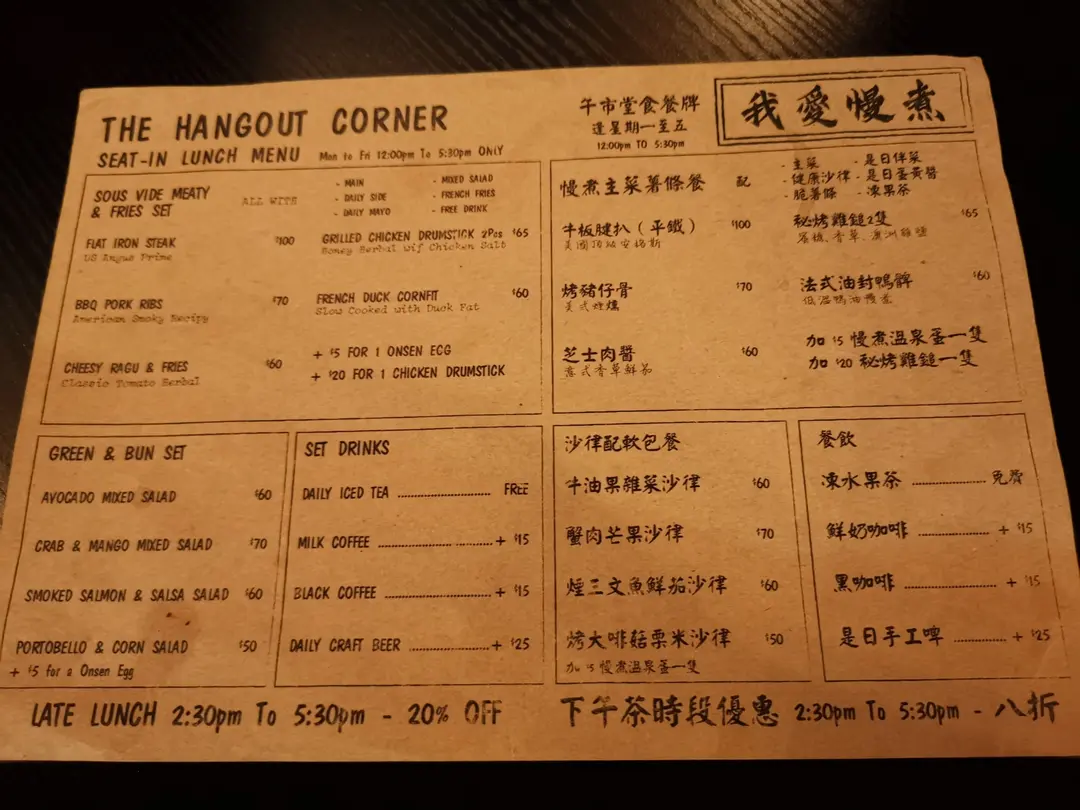 THE HANGOUT CORNER
SEAT-IN LUNCH MENU Mon to Fri 12:00pm To 5:30pm ONLY
SOUS VIDE MEATY
& FRIES SET
ALL WITH
- MAIN
- DAILY SIDE
- DAILY MAYO
- MIXED SALAD
- FRENCH FRIES
- FREE DRINK
FLAT IRON STEAK $100
US Angus Prime
BBQ PORK RIBS $70
American Smoky Recipy
CHEESY RAGU & FRIES $60
Classic Tomato Herbal
GRILLED CHICKEN DRUMSTICK 2Pcs $65
Honey Herbal wif Chicken Salt
FRENCH DUCK CORNFIT $60
Slow Cooked with Duck Fat
+ $5 FOR 1 ONSEN EGG
+ $20 FOR 1 CHICKEN DRUMSTICK
GREEN & BUN SET
AVOCADO MIXED SALAD $60
CRAB & MANGO MIXED SALAD $70
SMOKED SALMON & SALSA SALAD $60
PORTOBELLO & CORN SALAD $50
+ $5 for a Onsen Egg
SET DRINKS
DAILY ICED TEA ........ FREE
MILK COFFEE ........ + $15
BLACK COFFEE ........ + $15
DAILY CRAFT BEER ........ + $25
LATE LUNCH 2:30pm To 5:30pm - 20% OFF
午市堂食餐牌
逢星期一至五
12:00pm TO 5:30pm
我愛慢煮
慢煮主菜薯條餐 配
- 主菜
- 健康沙律
- 脆薯條
- 是日伴菜
- 是日蛋黃醬
- 凍果茶
牛板腱扒(平鐵) $100
美國頂級安格斯
烤豬仔骨 $70
美式煙燻
芝士肉醬 $60
意式香草鮮茄
秘烤雞鎚2隻 $65
蜜糖、香草、澳洲雞鹽
法式油封鴨髀 $60
低溫鴨油慢煮
加 $5 慢煮溫泉蛋一隻
加 $20 秘烤雞鎚一隻
沙律配軟包餐
牛油果雜菜沙律 $60
蟹肉芒果沙律 $70
煙三文魚鮮茄沙律 $60
烤大啡菇粟米沙律 $50
加 $5 慢煮溫泉蛋一隻
餐飲
凍水果茶 ........ 免費
鮮奶咖啡 ........ + $15
黑咖啡 ........ + $15
是日手工啤 ........ + $25
下午茶時段優惠 2:30pm To 5:30pm - 八折